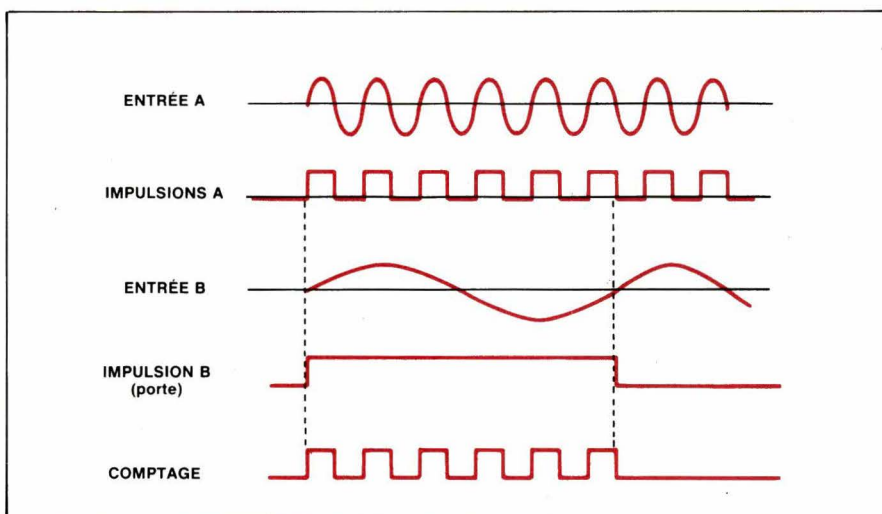 ENTRÉE A
IMPULSIONS A
ENTRÉE B
IMPULSION B
(porte)
COMPTAGE